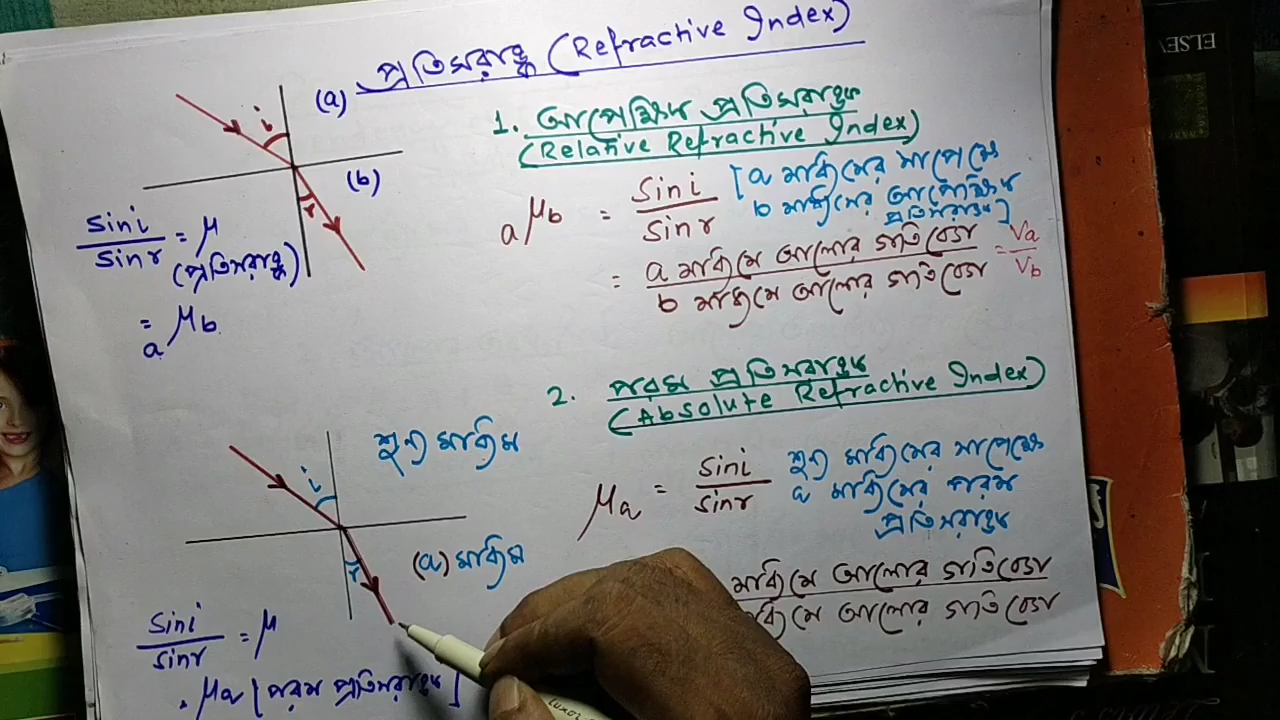 প্রতিসরাঙ্ক (Refractive Index)
(a)
i
(b)
r
sin i
sin r
= μ
(প্রতিসরাঙ্ক)
= aμb
1. আপেক্ষিক প্রতিসরাঙ্ক
(Relative Refractive Index)
aμb = sin i
sin r
[a মাধ্যমের সাপেক্ষে
b মাধ্যমের আপেক্ষিক
প্রতিসরাঙ্ক]
= a মাধ্যমে আলোর গতিবেগ
b মাধ্যমে আলোর গতিবেগ
= Va
Vb
2. পরম প্রতিসরাঙ্ক
(Absolute Refractive Index)
শূন্য মাধ্যম
i
(a) মাধ্যম
r
sin i
sin r
= μ
μa [পরম প্রতিসরাঙ্ক]
μa = sin i
sin r
শূন্য মাধ্যমের সাপেক্ষে
a মাধ্যমের পরম
প্রতিসরাঙ্ক
মাধ্যমে আলোর গতিবেগ
আলোর গতিবেগ
ELSE